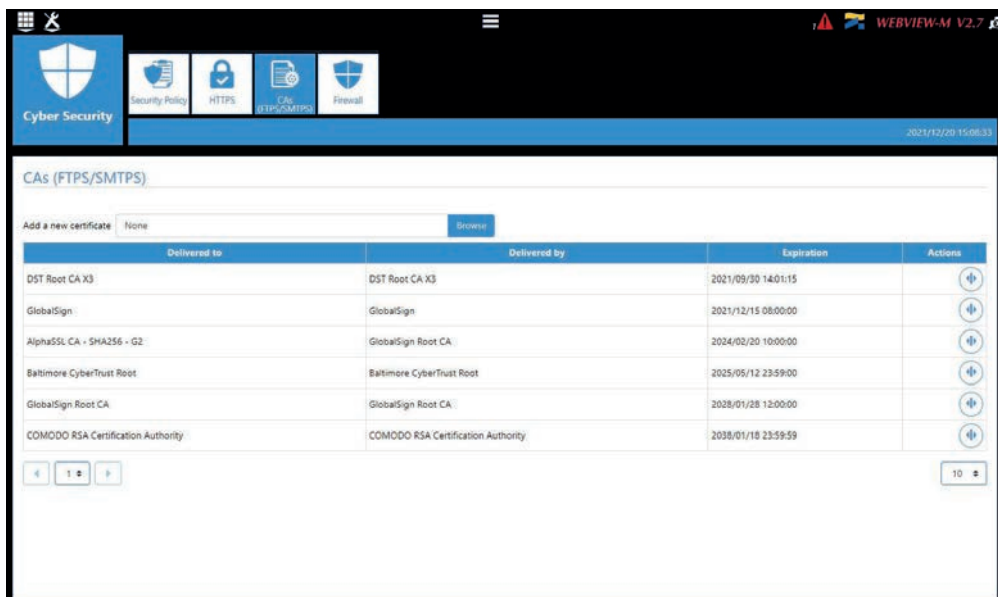 1 WEBVIEW-M V2.7
Cyber Security
Security Policy
HTTPS
CAs
(FTPS/SMTPS)
Firewall
2021/12/20 15:08:33
CAs (FTPS/SMTPS)
Add a new certificate None Browse
Delivered to Delivered by Expiration Actions
DST Root CA X3 DST Root CA X3 2021/09/30 14:01:15
GlobalSign GlobalSign 2021/12/15 08:00:00
AlphaSSL CA - SHA256 - G2 GlobalSign Root CA 2024/02/20 10:00:00
Baltimore CyberTrust Root Baltimore CyberTrust Root 2025/05/12 23:59:00
GlobalSign Root CA GlobalSign Root CA 2028/01/28 12:00:00
COMODO RSA Certification Authority COMODO RSA Certification Authority 2038/01/18 23:59:59
1 10